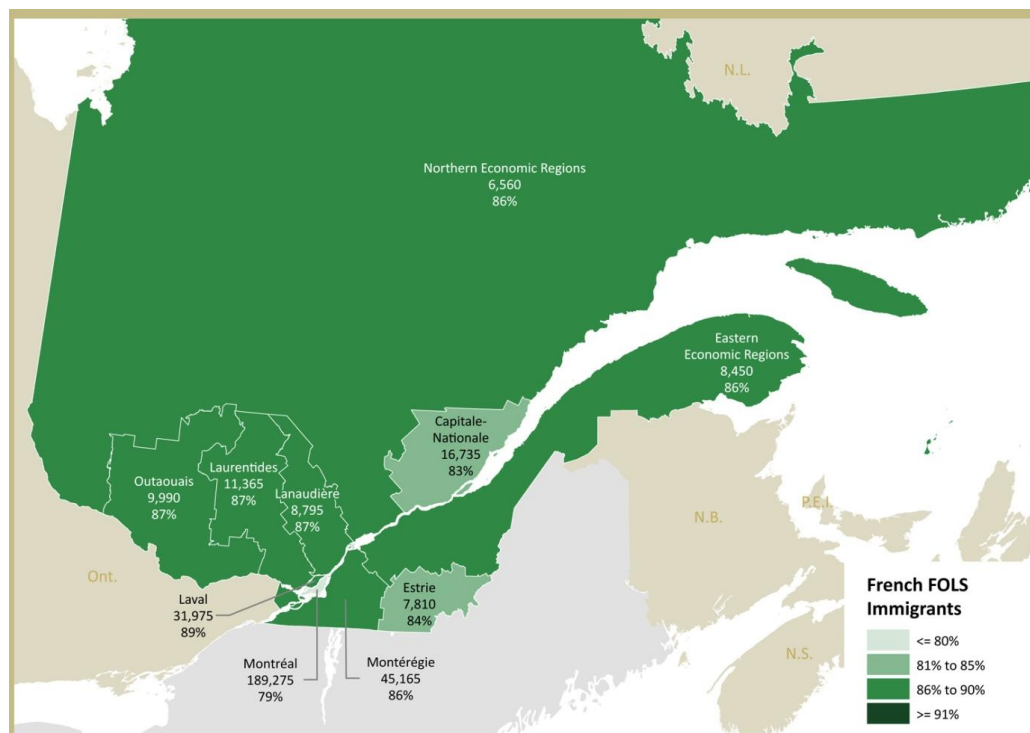 N.L.
Northern Economic Regions
6,560
86%
Eastern
Economic Regions
8,450
86%
Capitale-
Nationale
16,735
83%
Laurentides
11,365
87%
Outaouais
9,990
87%
Lanaudière
8,795
87%
P.E.I.
N.B.
Ont.
Estrie
7,810
84%
Laval
31,975
89%
Montréal
189,275
79%
Montérégie
45,165
86%
N.S.
French FOLS
Immigrants
<= 80%
81% to 85%
86% to 90%
>= 91%